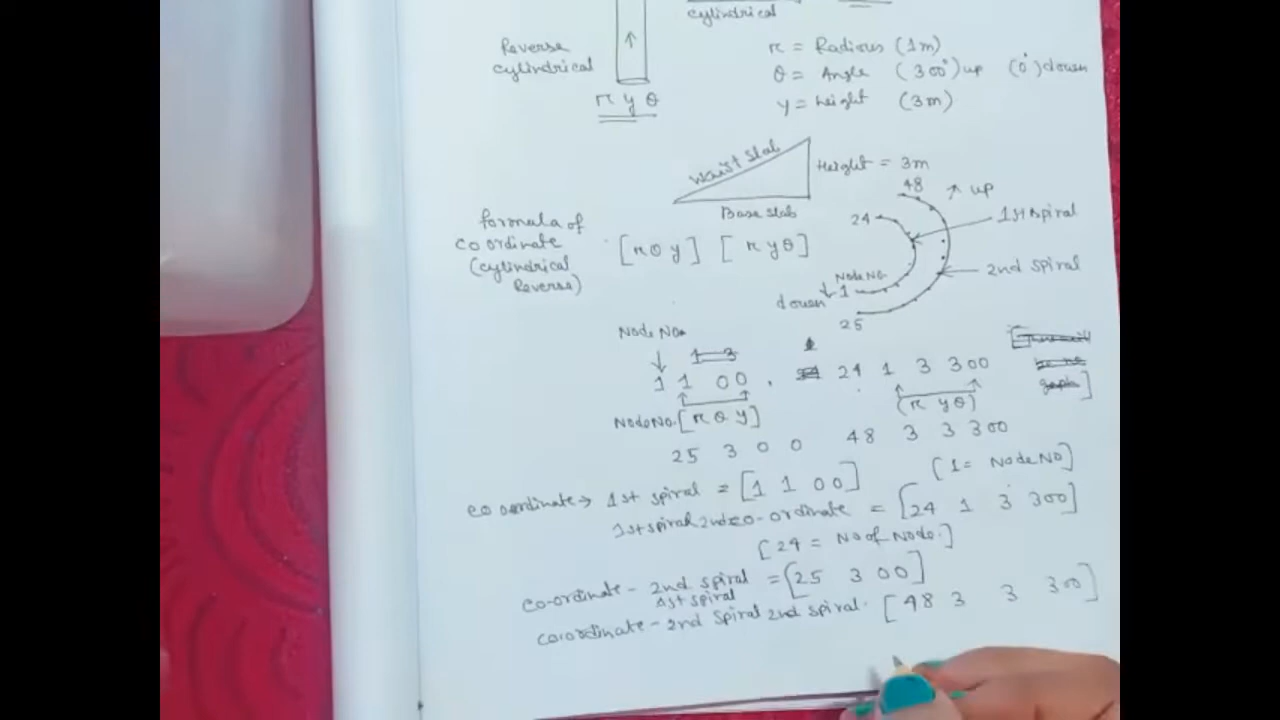 cylindrical
Reverse
cylindrical
r y θ
r = Radious (1m)
θ = Angle (300°) up (0°) down
y = height (3m)
Waist slab
Height = 3m
Base slab
48
↑ up
24
1st spiral
2nd spiral
Node No.
down ↓ 1
25
formula of
co ordinate
(cylindrical
Reverse)
[r θ y] [r y θ]
Node No.
1 3
1 1 0 0 , 24 1 3 300
Node No. [r θ y]
(r y θ)
25 3 0 0 48 3 3 300
[1 = Node No]
co ordinate → 1st spiral = [1 1 0 0]
1st spiral 2nd co-ordinate = [24 1 3 300]
[24 = No of Node.]
co-ordinate - 2nd spiral = [25 3 0 0]
1st spiral
coordinate - 2nd spiral 2nd spiral. [48 3 3 300]